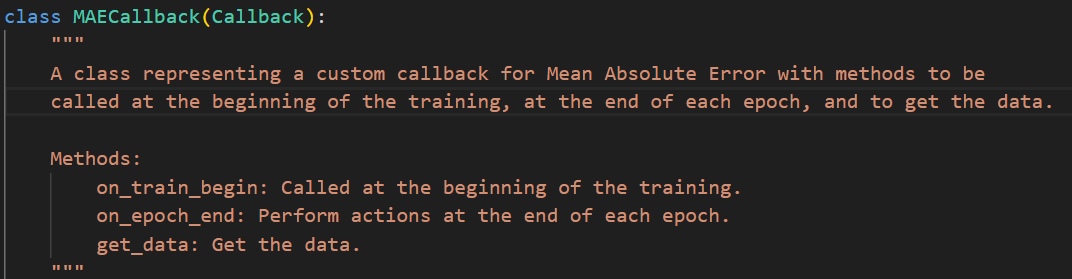 class MAECallback(Callback):
"""
A class representing a custom callback for Mean Absolute Error with methods to be
called at the beginning of the training, at the end of each epoch, and to get the data.
Methods:
on_train_begin: Called at the beginning of the training.
on_epoch_end: Perform actions at the end of each epoch.
get_data: Get the data.
"""